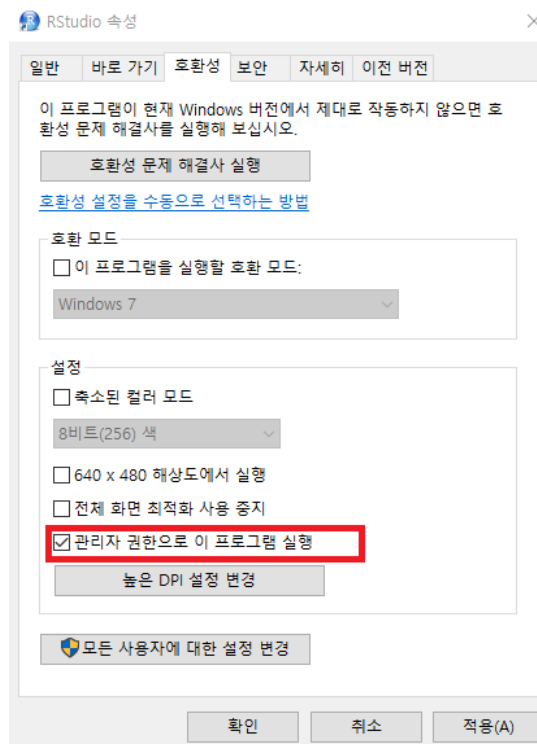 RStudio 속성
일반 바로 가기 호환성 보안 자세히 이전 버전
이 프로그램이 현재 Windows 버전에서 제대로 작동하지 않으면 호
환성 문제 해결사를 실행해 보십시오.
호환성 문제 해결사 실행
호환성 설정을 수동으로 선택하는 방법
호환 모드
이 프로그램을 실행할 호환 모드:
Windows 7
설정
축소된 컬러 모드
8비트(256) 색
640 x 480 해상도에서 실행
전체 화면 최적화 사용 중지
관리자 권한으로 이 프로그램 실행
높은 DPI 설정 변경
모든 사용자에 대한 설정 변경
확인 취소 적용(A)